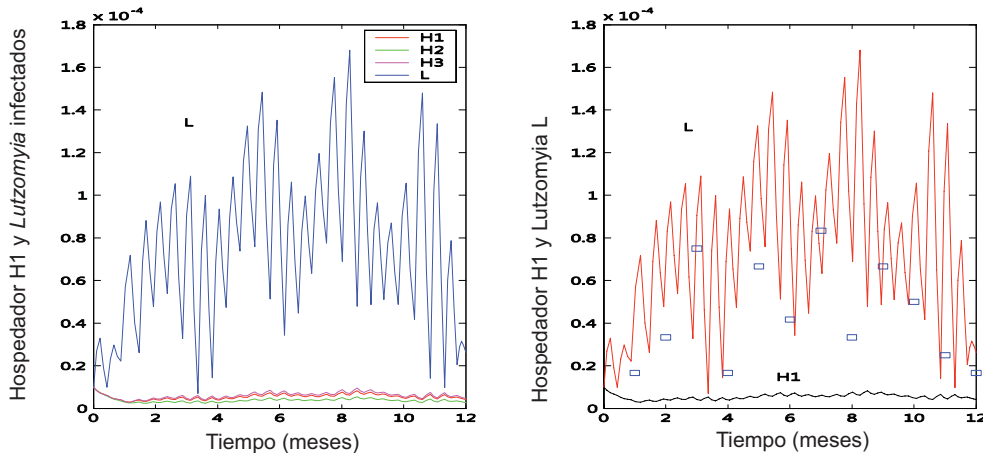 x 10⁻⁴
1.8
1.6
1.4
1.2
1
0.8
0.6
0.4
0.2
0
Hospedador H1 y Lutzomyia infectados
H1
H2
H3
L
L
0
2
4
6
8
10
12
Tiempo (meses)
x 10⁻⁴
1.8
1.6
1.4
1.2
1
0.8
0.6
0.4
0.2
0
Hospedador H1 y Lutzomyia L
L
H1
0
2
4
6
8
10
12
Tiempo (meses)